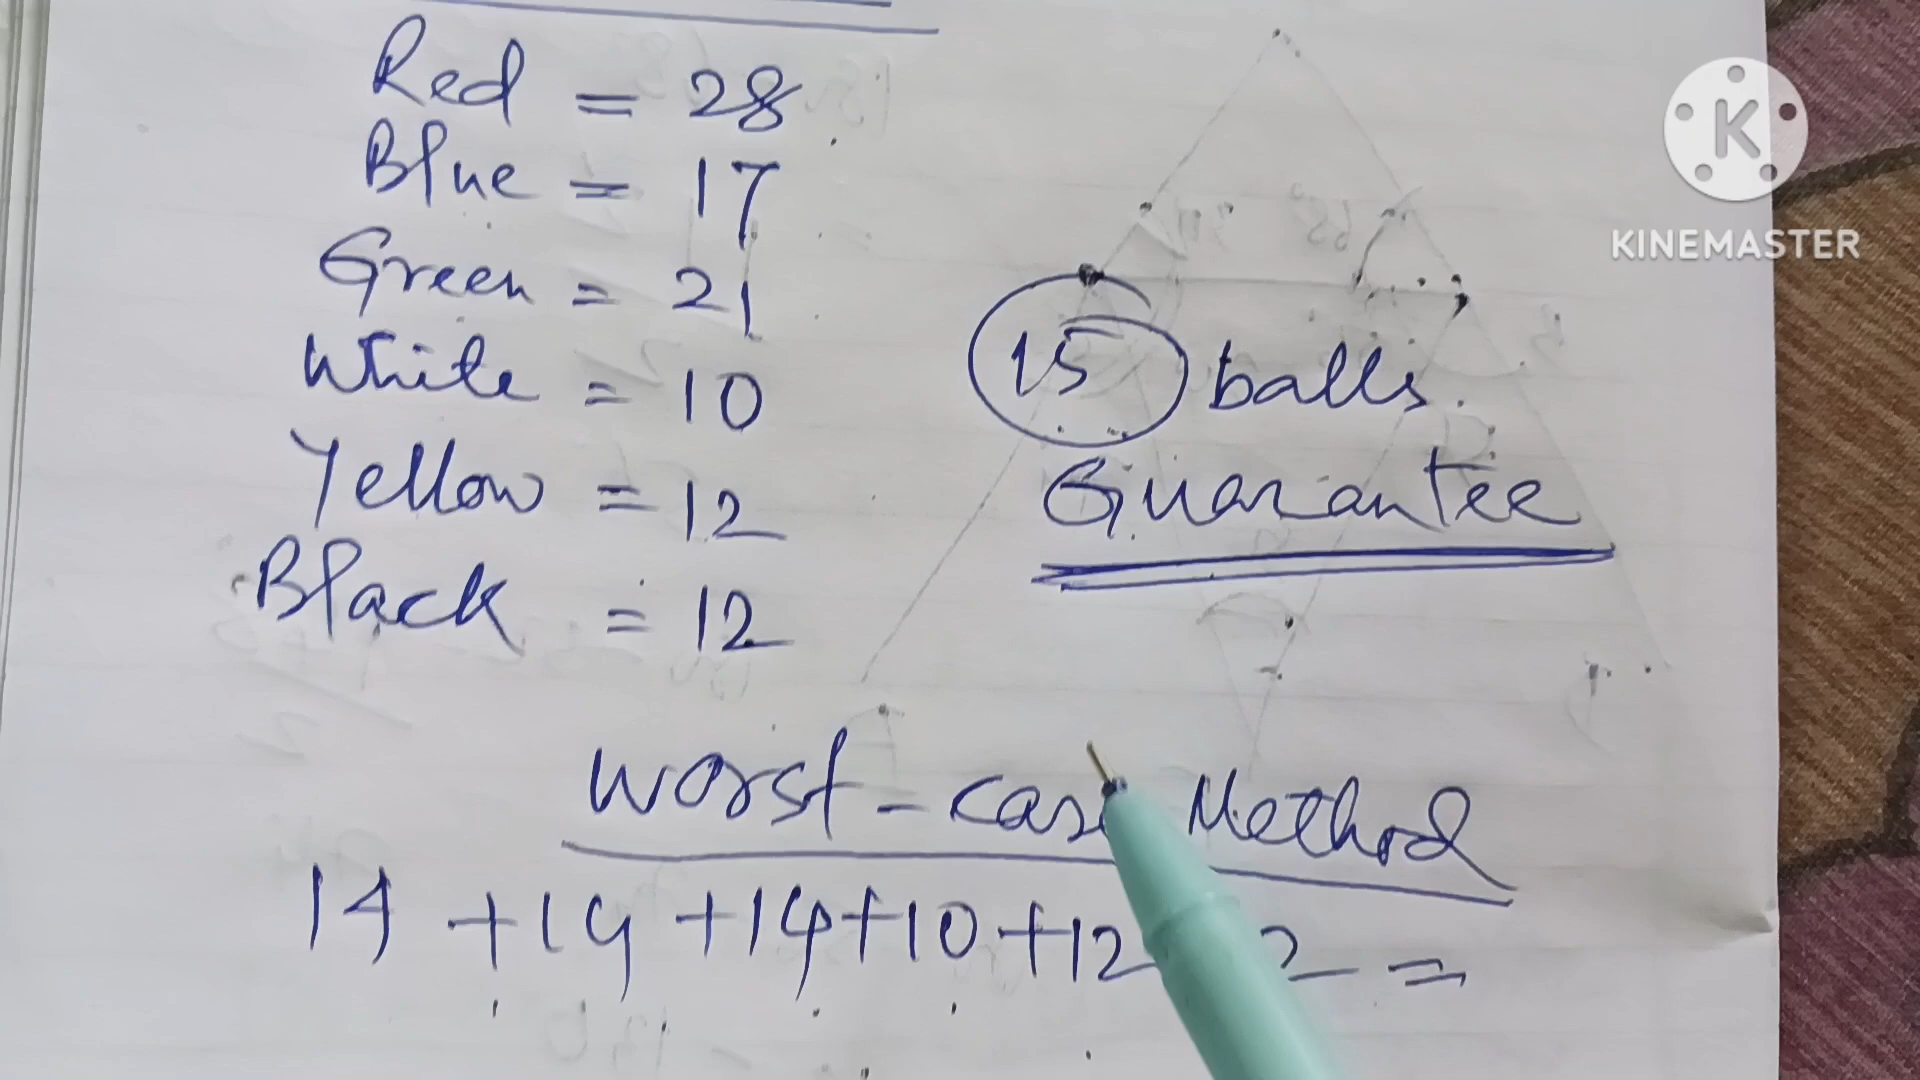 Red = 28
Blue = 17
Green = 21
White = 10
Yellow = 12
Black = 12
15 balls.
Guarantee
Worst-case Method
14 + 14 + 14 + 10 + 12 2 =
K
KINEMASTER